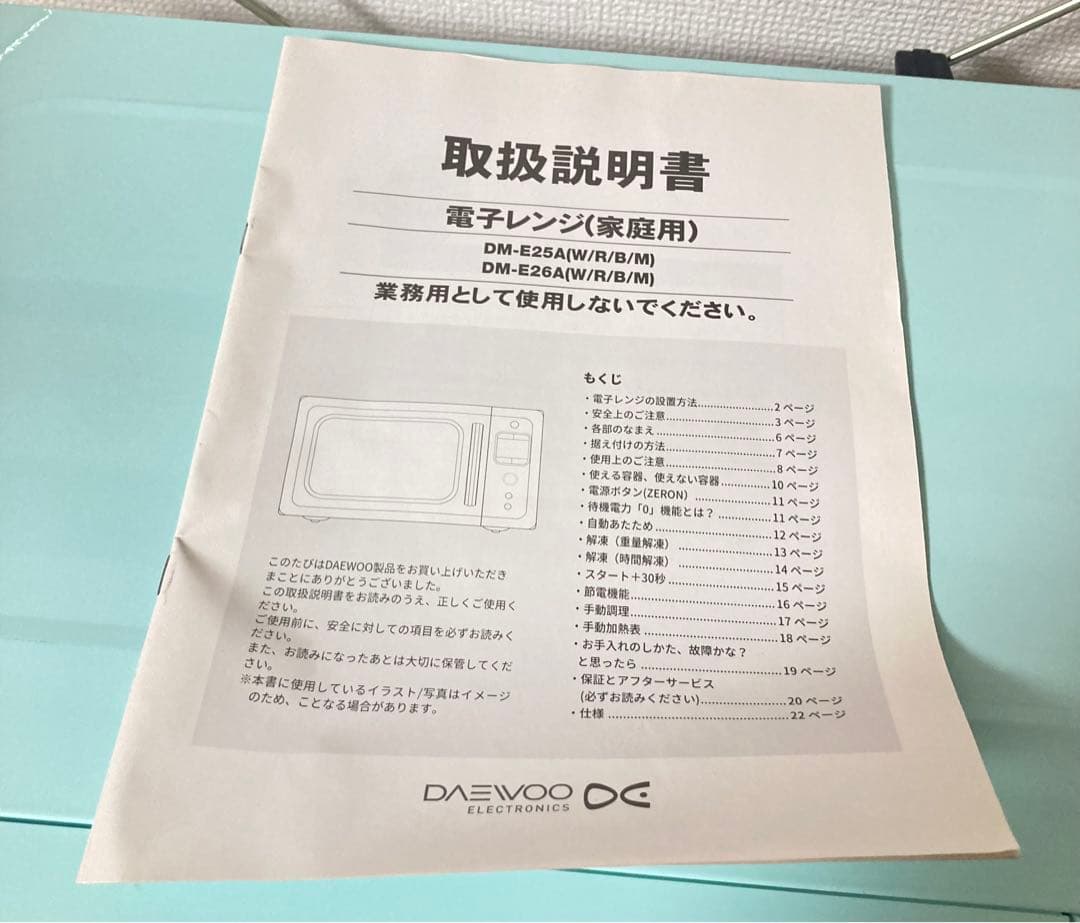 取扱説明書
電子レンジ(家庭用)
DM-E25A(W/R/B/M)
DM-E26A(W/R/B/M)
業務用として使用しないでください。
このたびはDAEWOO製品をお買い上げいただき
まことにありがとうございました。
この取扱説明書をお読みのうえ、正しくご使用く
ださい。
ご使用前に、安全に対しての項目を必ずお読みく
ださい。
また、お読みになったあとは大切に保管してくだ
さい。
※本書に使用しているイラスト/写真はイメージ
のため、ことなる場合があります。
もくじ
・電子レンジの設置方法........................2 ページ
・安全上のご注意..................................3 ページ
・各部のなまえ......................................6 ページ
・据え付けの方法..................................7 ページ
・使用上のご注意..................................8 ページ
・使える容器、使えない容器................10 ページ
・電源ボタン(ZERON) ........................11 ページ
・待機電力「0」機能とは？ ................11 ページ
・自動あたため....................................12 ページ
・解凍（重量解凍） ............................13 ページ
・解凍（時間解凍） ............................14 ページ
・スタート＋30秒................................15 ページ
・節電機能............................................16 ページ
・手動調理............................................17 ページ
・手動加熱表 ........................................18 ページ
・お手入れのしかた、故障かな？
と思ったら ........................................19 ページ
・保証とアフターサービス
(必ずお読みください)........................20 ページ
・仕様 ..................................................22 ページ
DAEWOO
ELECTRONICS